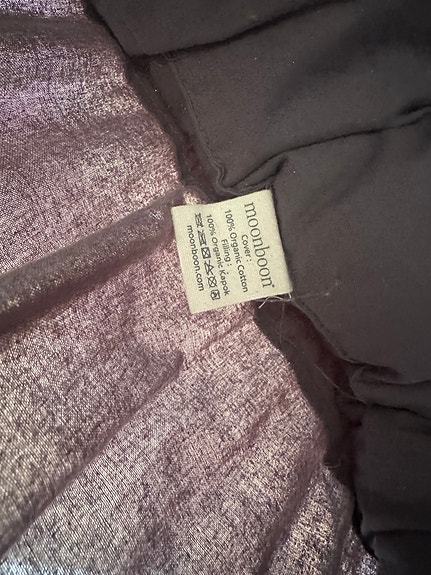 moonboon
Cover :
100% Organic Cotton
Filling :
100% Organic Kapok
moonboon.com